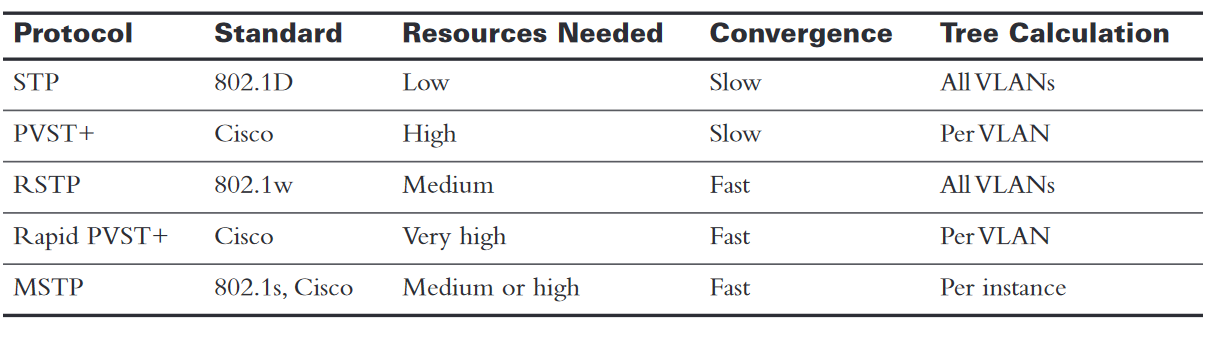 Protocol Standard Resources Needed Convergence Tree Calculation
STP 802.1D Low Slow All VLANs
PVST+ Cisco High Slow Per VLAN
RSTP 802.1w Medium Fast All VLANs
Rapid PVST+ Cisco Very high Fast Per VLAN
MSTP 802.1s, Cisco Medium or high Fast Per instance